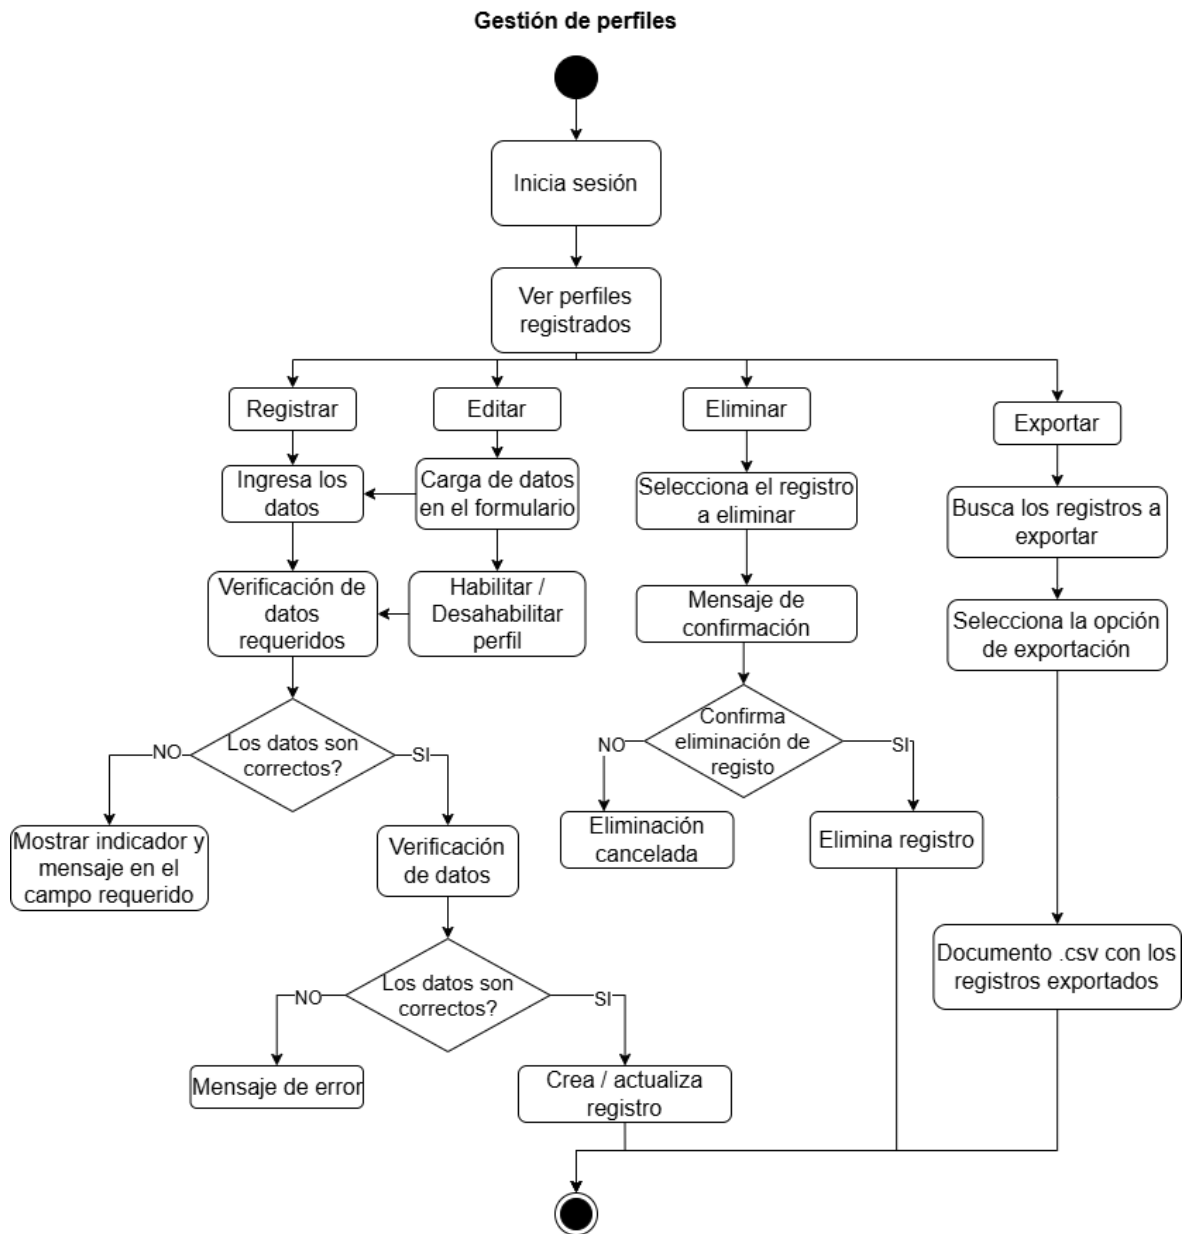 Gestión de perfiles
Inicia sesión
Ver perfiles
registrados
Registrar
Editar
Eliminar
Exportar
Ingresa los
datos
Carga de datos
en el formulario
Selecciona el registro
a eliminar
Busca los registros a
exportar
Verificación de
datos
requeridos
Habilitar /
Desahabilitar
perfil
Mensaje de
confirmación
Selecciona la opción
de exportación
Los datos son
correctos?
NO
SI
Confirma
eliminación de
registo
NO
SI
Mostrar indicador y
mensaje en el
campo requerido
Verificación
de datos
Eliminación
cancelada
Elimina registro
Documento .csv con los
registros exportados
Los datos son
correctos?
NO
SI
Mensaje de error
Crea / actualiza
registro